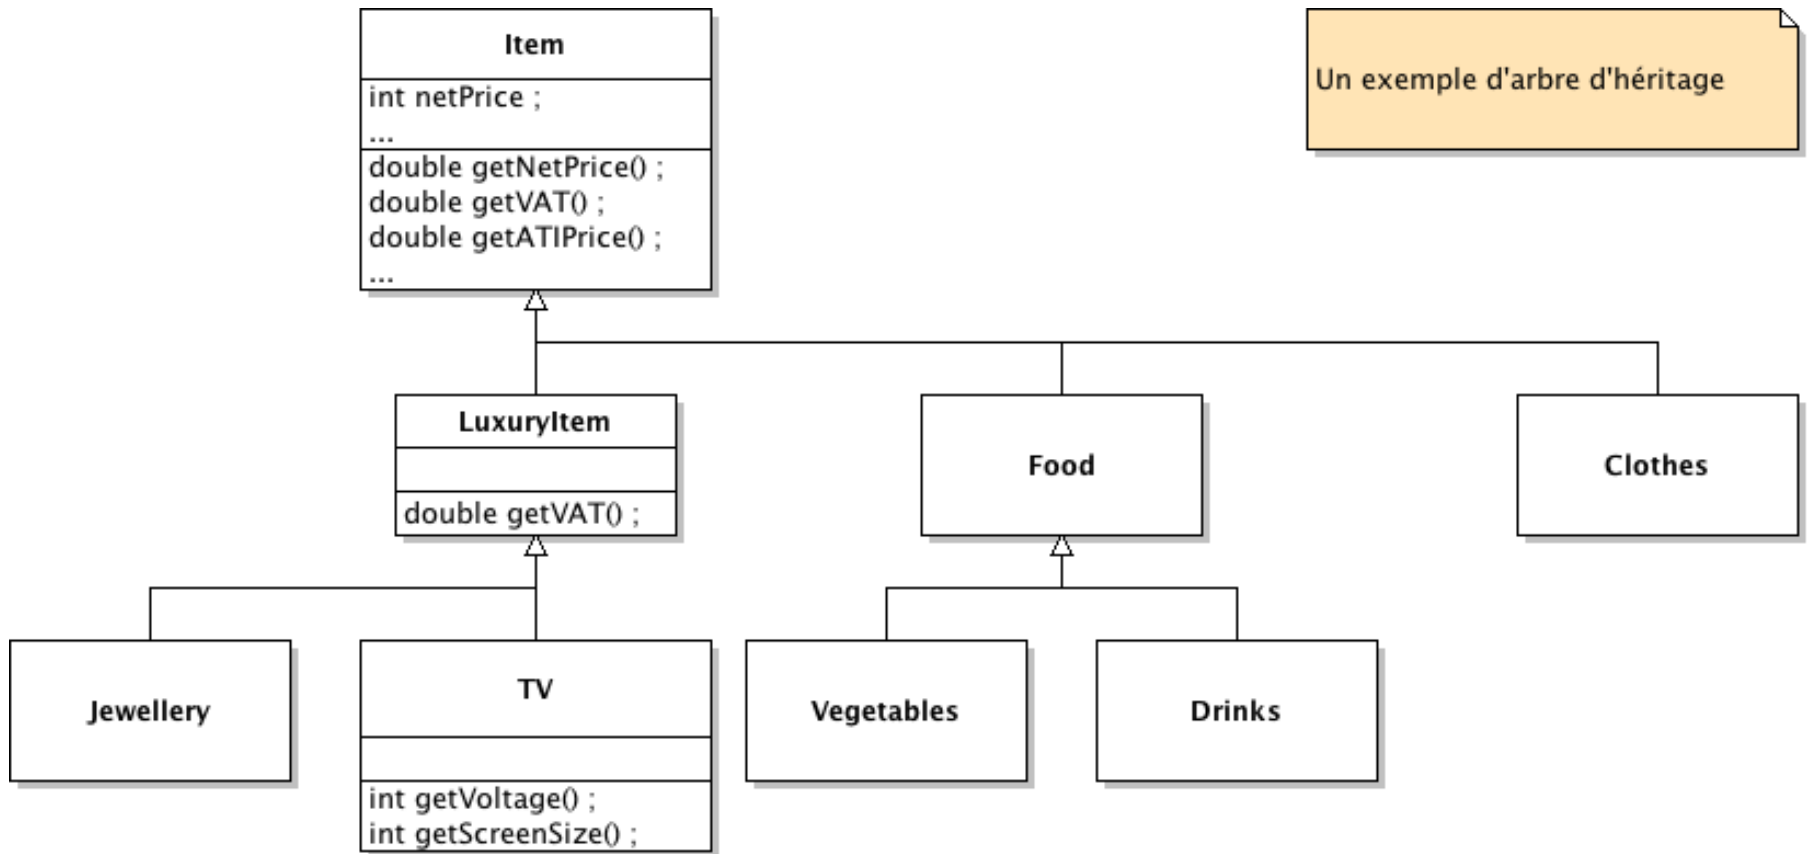 Item
int netPrice ;
...
double getNetPrice() ;
double getVAT() ;
double getATIPrice() ;
...
Un exemple d'arbre d'héritage
LuxuryItem
double getVAT() ;
Food
Clothes
Jewellery
TV
int getVoltage() ;
int getScreenSize() ;
Vegetables
Drinks